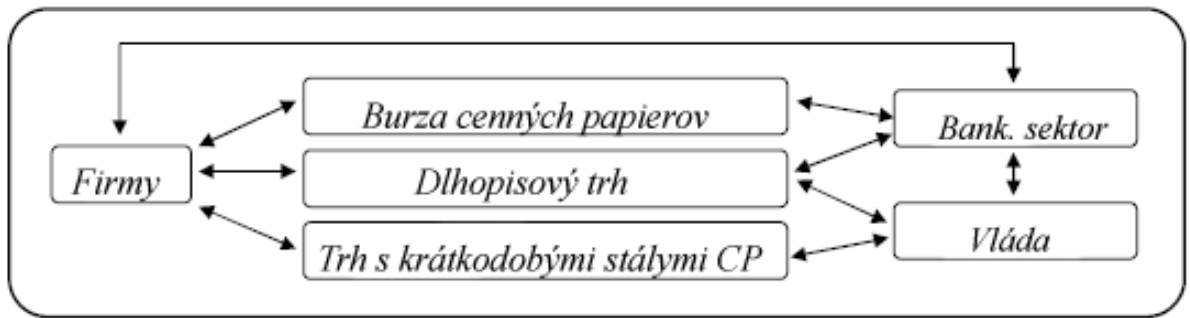 Burza cenných papierov
Bank. sektor
Firmy
Dlhopisový trh
Trh s krátkodobými stálymi CP
Vláda